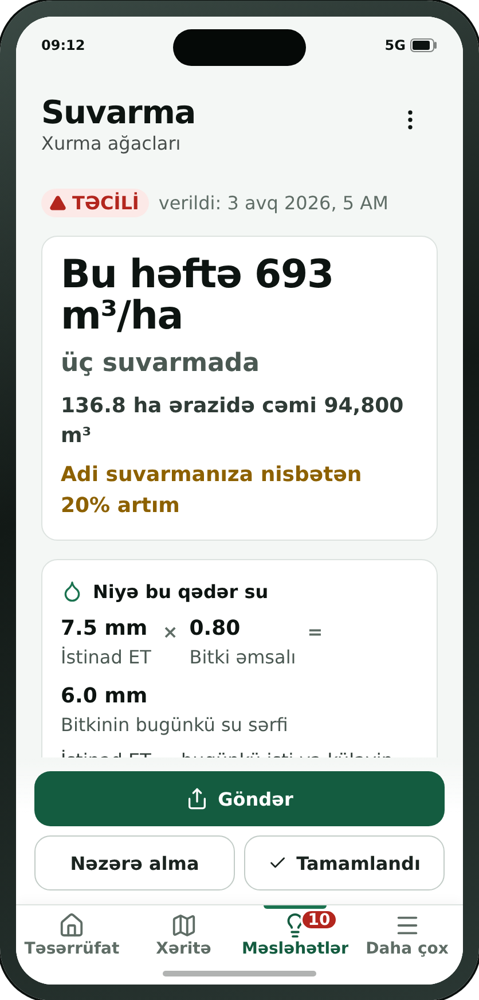 09:12
5G
Suvarma
Xurma ağacları
TƏCİLİ verildi: 3 avq 2026, 5 AM
Bu həftə 693
m³/ha
üç suvarmada
136.8 ha ərazidə cəmi 94,800
m³
Adi suvarmanıza nisbətən
20% artım
Niyə bu qədər su
7.5 mm × 0.80 =
İstinad ET Bitki əmsalı
6.0 mm
Bitkinin bugünkü su sərfi
Göndər
Nəzərə alma
Tamamlandı
10
Təsərrüfat
Xəritə
Məsləhətlər
Daha çox